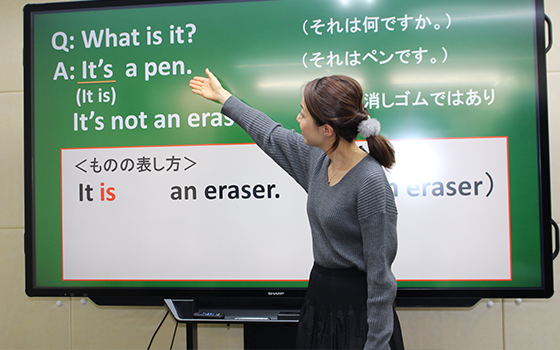 Q: What is it? （それは何ですか。）
A: It's a pen. （それはペンです。）
(It is)
It's not an 消しゴムではあり
＜ものの表し方＞
It is an eraser. eraser）
SHARP